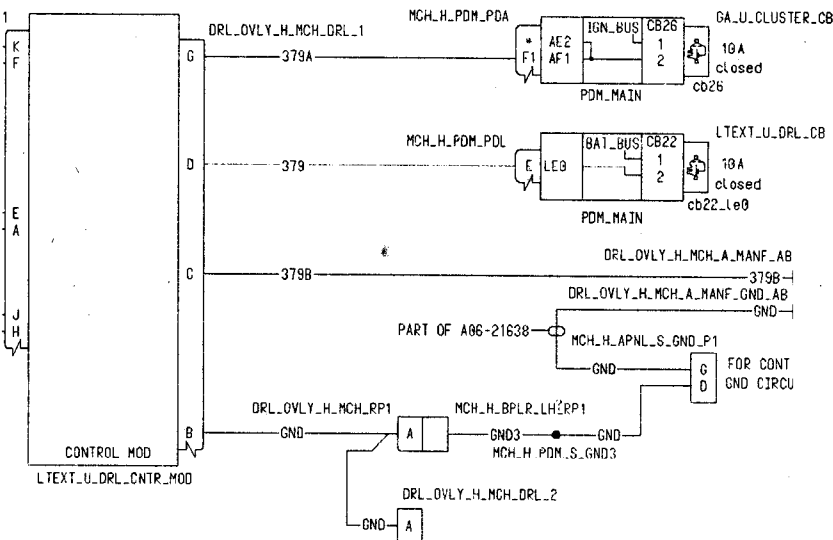 1
DRL_OVLY_H_MCH_DRL_1
MCH_H_PDM_PDA
IGN_BUS CB26
GA_U_CLUSTER_CB
K
F
G
379A
*
F1
AE2
AF1
1
2
10A
closed
cb26
PDM_MAIN
MCH_H_PDM_PDL
BAT_BUS CB22
LTEXT_U_DRL_CB
D
379
E
LE0
1
2
10A
closed
cb22_le0
PDM_MAIN
E
A
DRL_OVLY_H_MCH_A_MANF_AB
C
379B
379B
DRL_OVLY_H_MCH_A_MANF_GND_AB
GND
J
H
PART OF A06-21638
MCH_H_APNL_S_GND_P1
GND
G
D
FOR CONT
GND CIRCU
DRL_OVLY_H_MCH_RP1
MCH_H_BPLR_LH2RP1
B
GND
A
GND3
GND
MCH_H_PDM_S_GND3
CONTROL MOD
LTEXT_U_DRL_CNTR_MOD
DRL_OVLY_H_MCH_DRL_2
GND
A